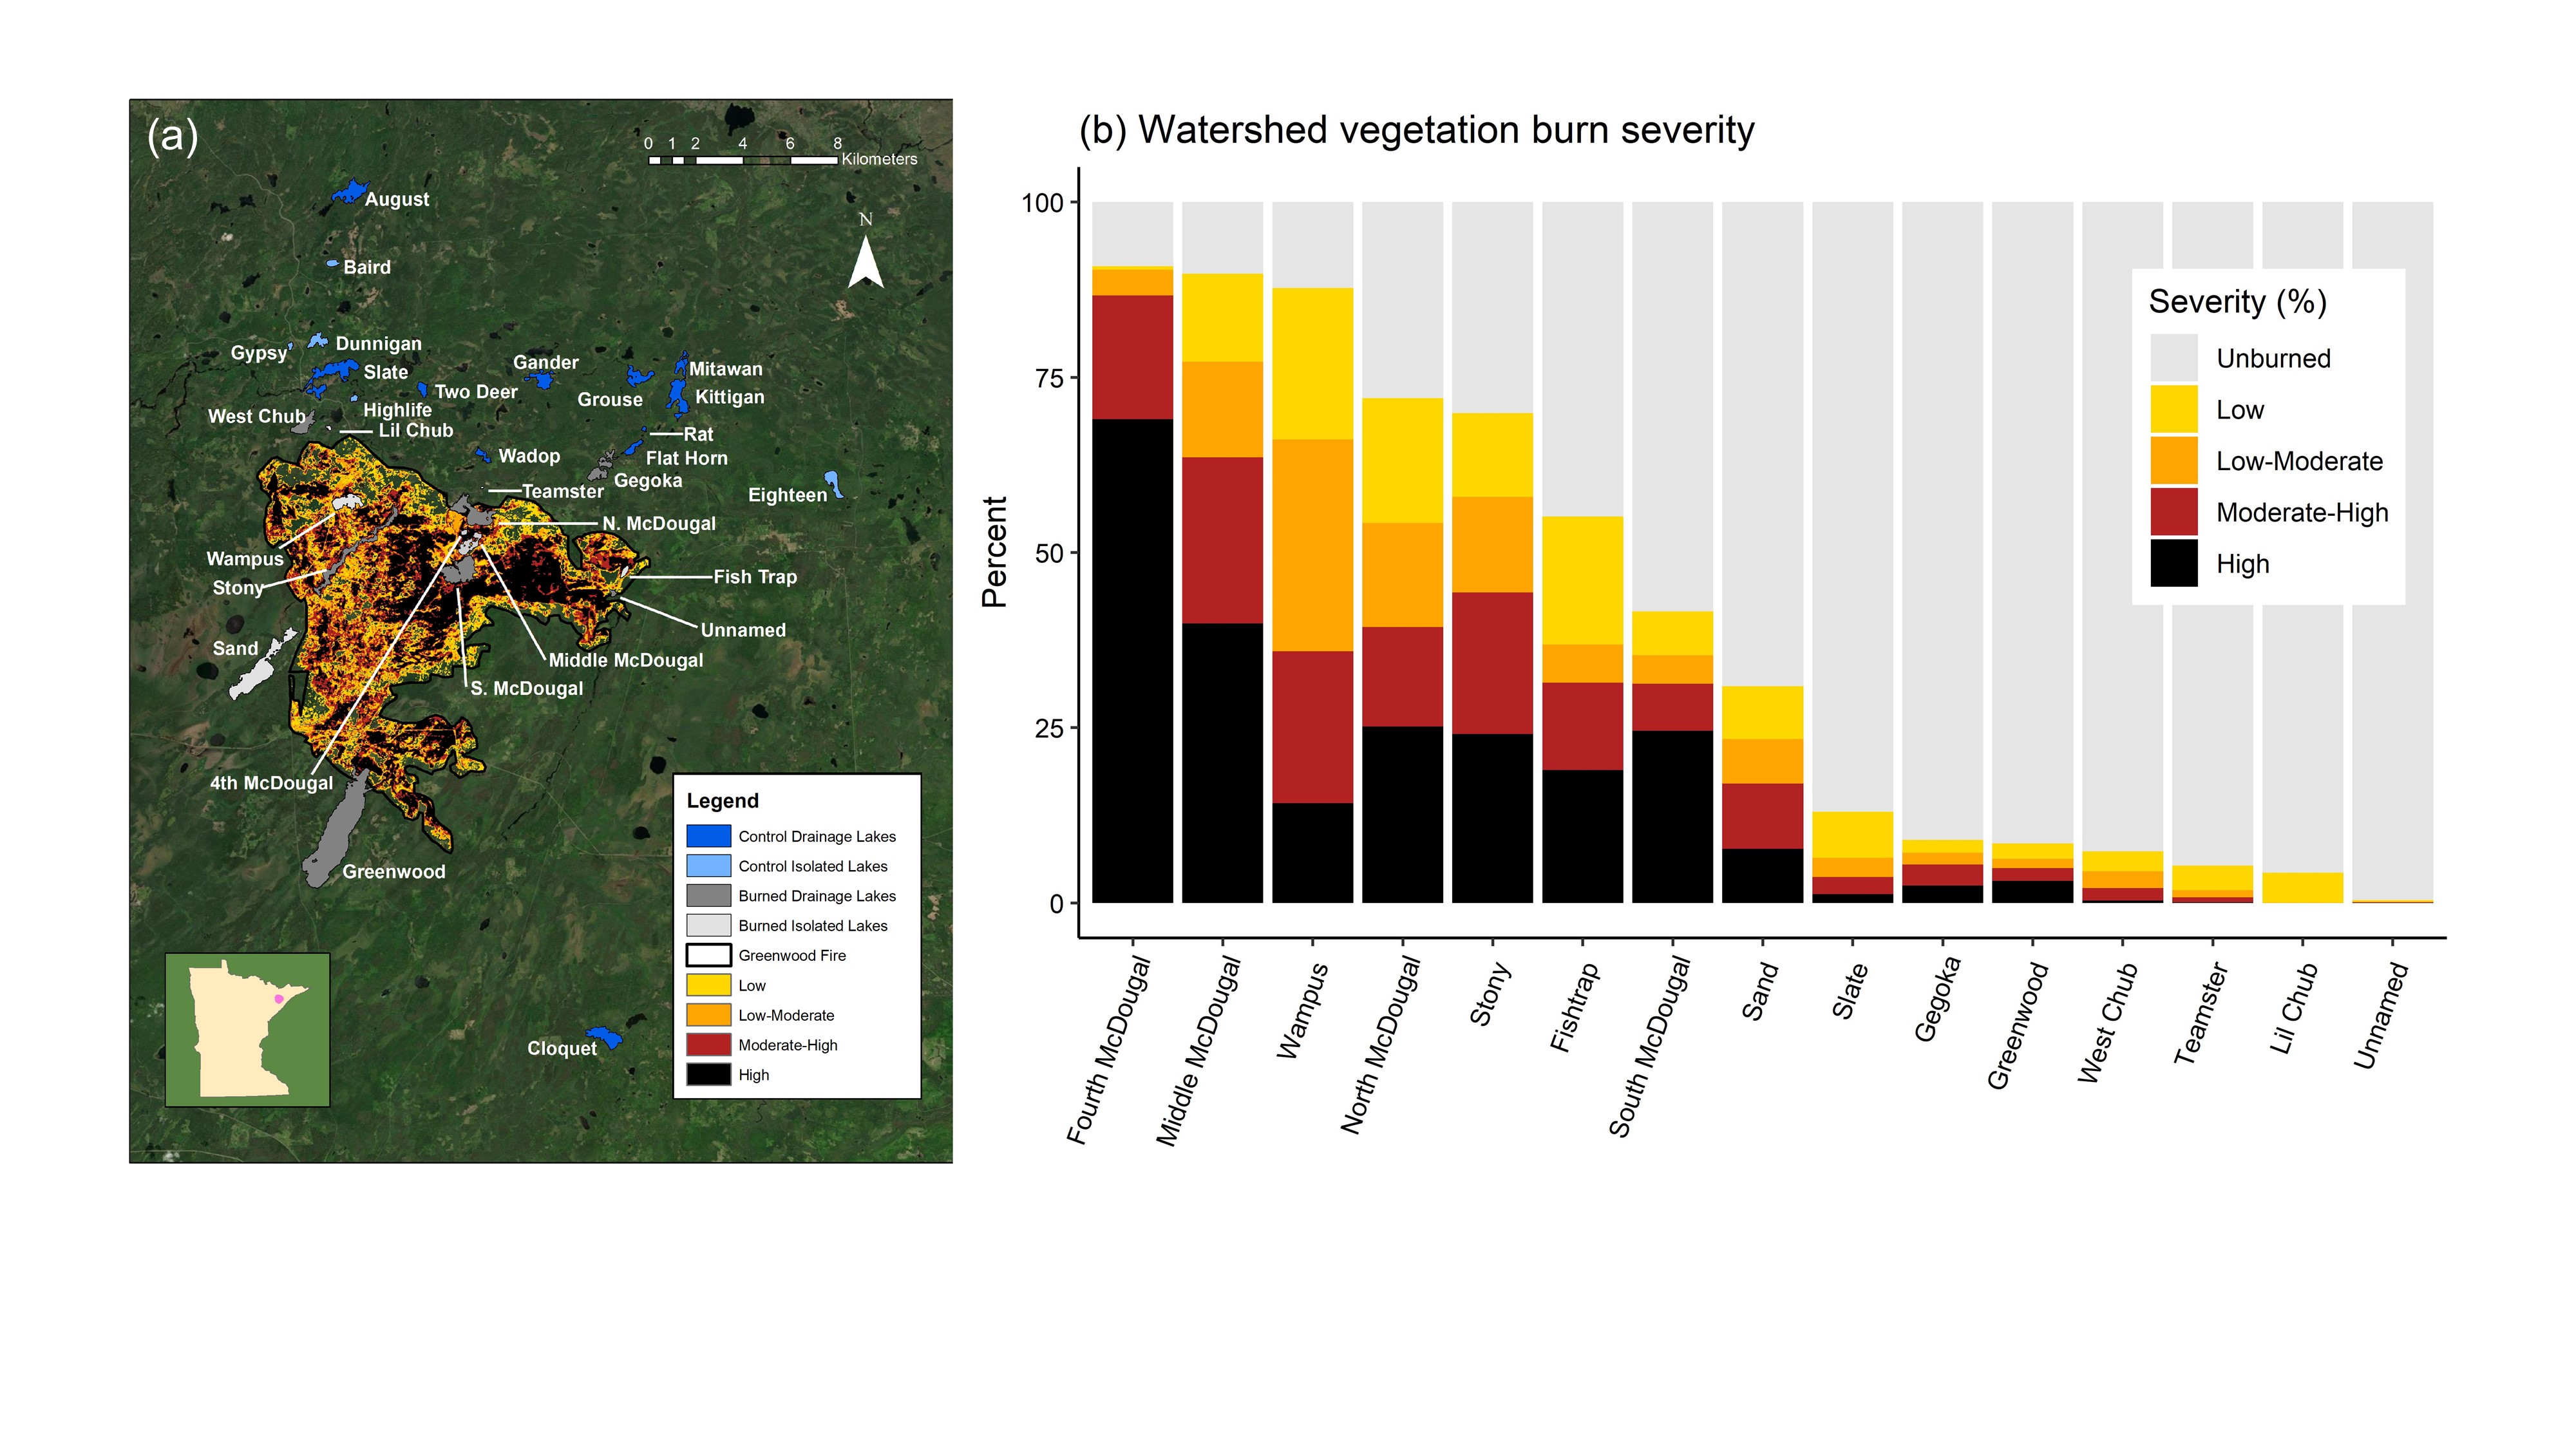 (a)
0 1 2 4 6 8
Kilometers
N
August
Baird
Gypsy
Dunnigan
Slate
Two Deer
Gander
Grouse
Mitawan
Kittigan
West Chub
Highlife
Lil Chub
Rat
Flat Horn
Wadop
Gegoka
Teamster
Eighteen
N. McDougal
Wampus
Stony
Fish Trap
Unnamed
Sand
Middle McDougal
S. McDougal
4th McDougal
Greenwood
Cloquet
Legend
Control Drainage Lakes
Control Isolated Lakes
Burned Drainage Lakes
Burned Isolated Lakes
Greenwood Fire
Low
Low-Moderate
Moderate-High
High
(b) Watershed vegetation burn severity
Percent
100
75
50
25
0
Severity (%)
Unburned
Low
Low-Moderate
Moderate-High
High
Fourth McDougal
Middle McDougal
Wampus
North McDougal
Stony
Fishtrap
South McDougal
Sand
Slate
Gegoka
Greenwood
West Chub
Teamster
Lil Chub
Unnamed